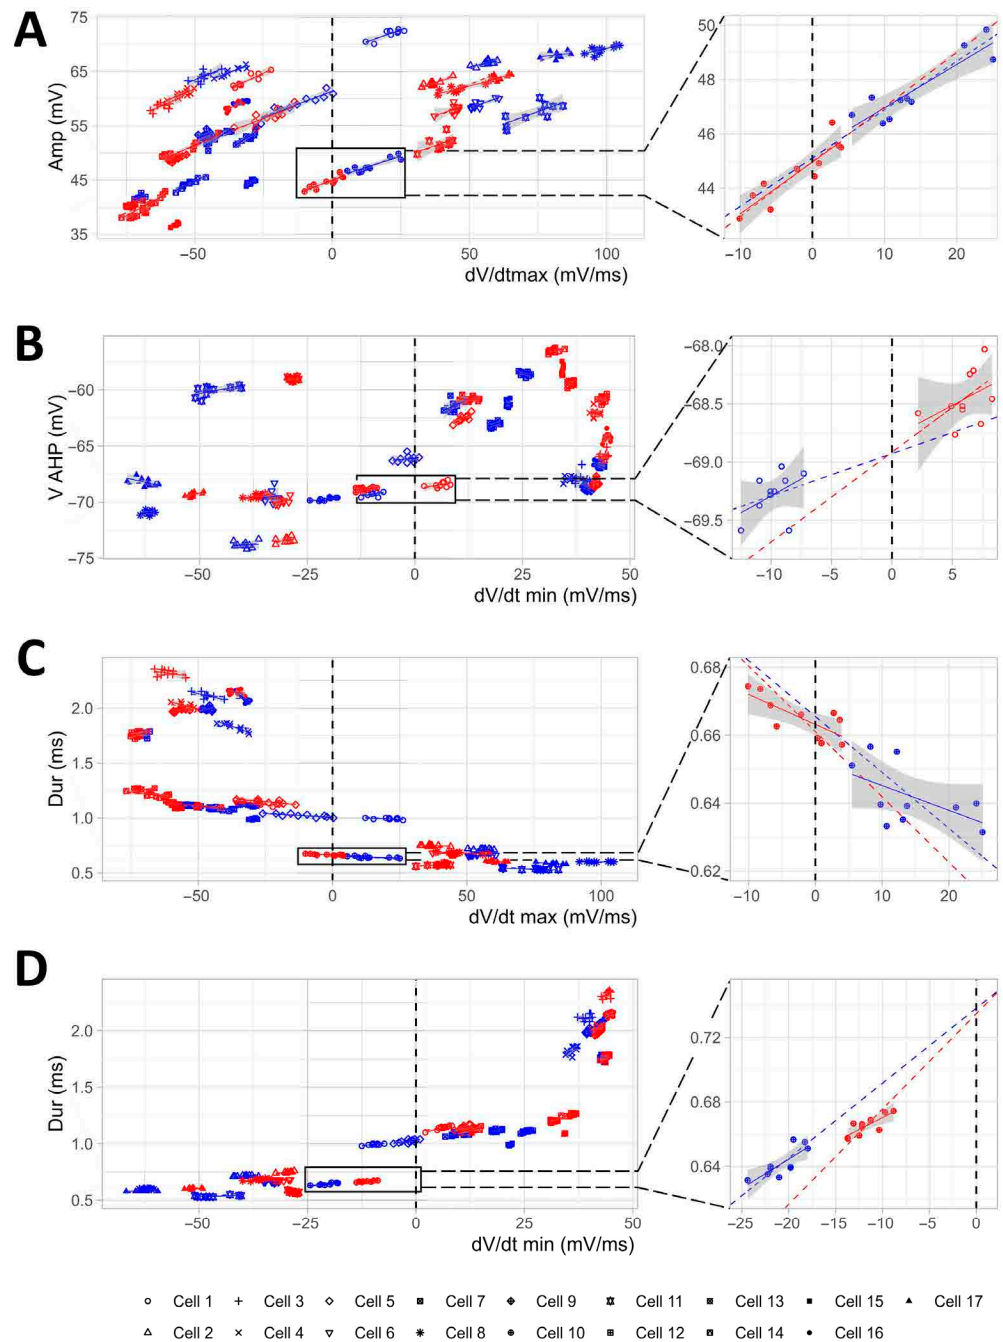 A
75
65
55
45
35
Amp (mV)
−50 0 50 100
dV/dtmax (mV/ms)
50
48
46
44
−10 0 10 20
B
−60
−65
−70
−75
V AHP (mV)
−50 −25 0 25 50
dV/dt min (mV/ms)
−68.0
−68.5
−69.0
−69.5
−10 −5 0 5
C
2.0
1.5
1.0
0.5
Dur (ms)
−50 0 50 100
dV/dt max (mV/ms)
0.68
0.66
0.64
0.62
−10 0 10 20
D
2.0
1.5
1.0
0.5
Dur (ms)
−50 −25 0 25 50
dV/dt min (mV/ms)
0.72
0.68
0.64
−25 −20 −15 −10 −5 0
Cell 1 Cell 3 Cell 5 Cell 7 Cell 9 Cell 11 Cell 13 Cell 15 Cell 17
Cell 2 Cell 4 Cell 6 Cell 8 Cell 10 Cell 12 Cell 14 Cell 16